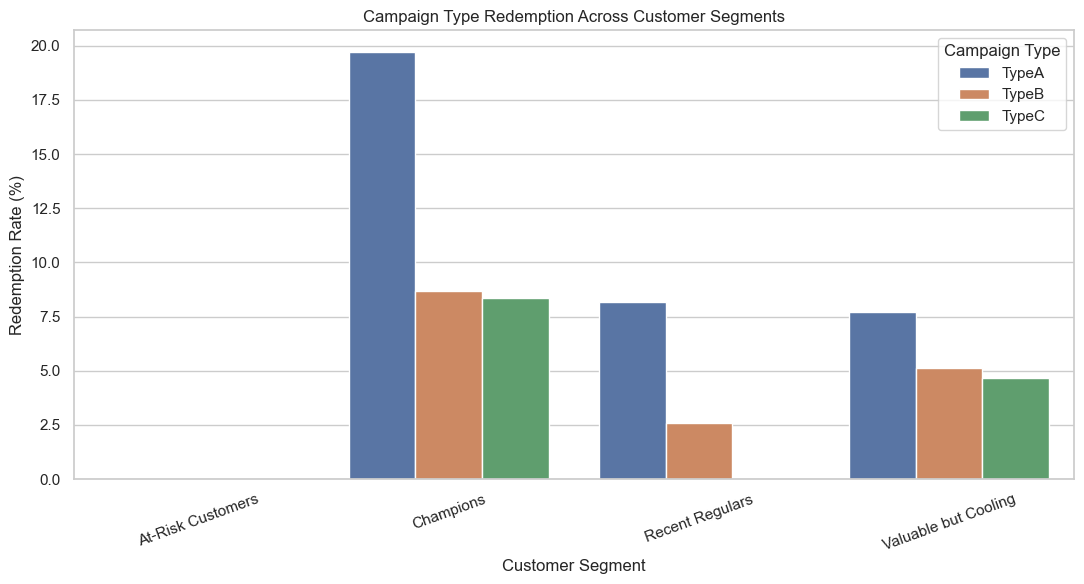 Campaign Type Redemption Across Customer Segments
Redemption Rate (%)
20.0
17.5
15.0
12.5
10.0
7.5
5.0
2.5
0.0
Campaign Type
TypeA
TypeB
TypeC
At-Risk Customers
Champions
Recent Regulars
Valuable but Cooling
Customer Segment